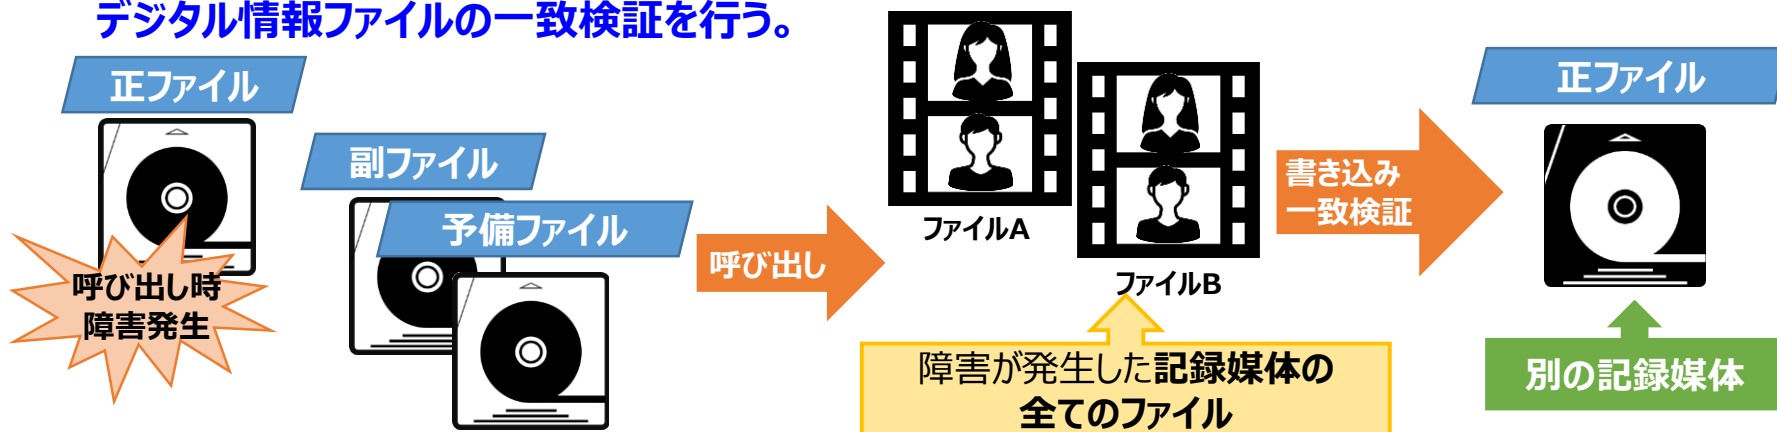 デジタル情報ファイルの一致検証を行う。
正ファイル
副ファイル
予備ファイル
呼び出し時
障害発生
呼び出し
ファイルA
ファイルB
障害が発生した記録媒体の
全てのファイル
書き込み
一致検証
正ファイル
別の記録媒体